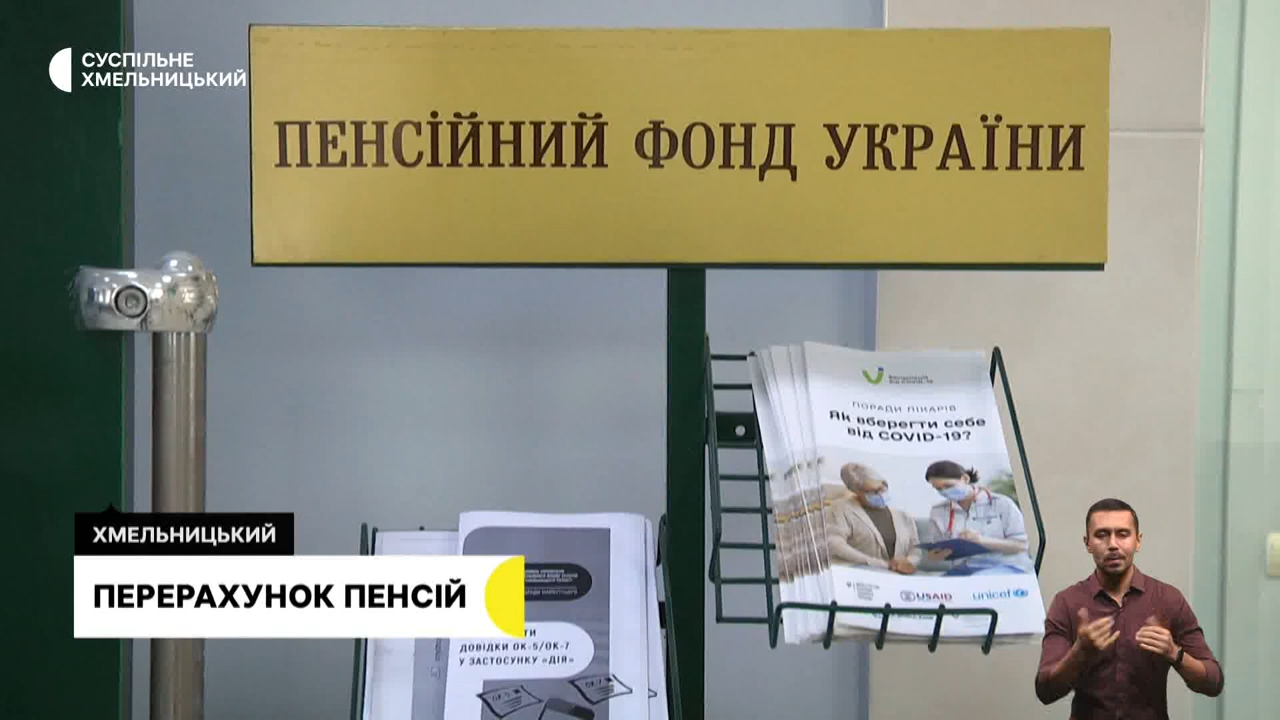 СУСПІЛЬНЕ
ХМЕЛЬНИЦЬКИЙ
ПЕНСІЙНИЙ ФОНД УКРАЇНИ
ПОРАДИ ЛІКАРІВ
Як вберегти себе
від COVID-19?
USAID
unicef
ХМЕЛЬНИЦЬКИЙ
ПЕРЕРАХУНОК ПЕНСІЙ
ДОВІДКИ ОК-5/ОК-7
У ЗАСТОСУНКУ «ДІЯ»